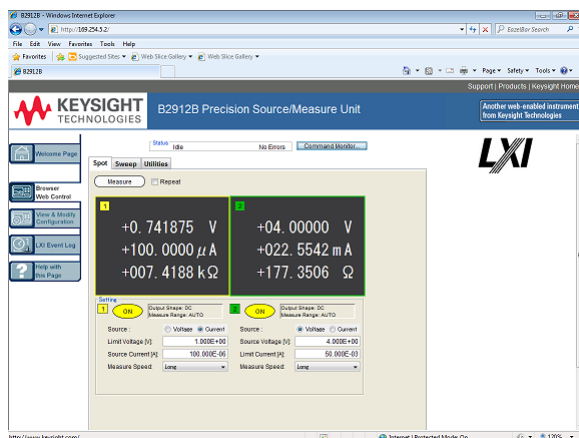 B2912B - Windows Internet Explorer
http://169.254.5.2/
EazelBar Search
File Edit View Favorites Tools Help
Favorites Suggested Sites Web Slice Gallery Web Slice Gallery
B2912B
Page Safety Tools
Support | Products | Keysight Home
KEYSIGHT
TECHNOLOGIES
B2912B Precision Source/Measure Unit
Another web-enabled instrument
from Keysight Technologies
Status
Idle No Errors Command Monitor...
LXI
Welcome Page
Browser
Web Control
View & Modify
Configuration
LXI Event Log
Help with
this Page
Spot Sweep Utilities
Measure Repeat
1 2
+0.741875 V +04.00000 V
+100.0000 μA +022.5542 mA
+007.4188 kΩ +177.3506 Ω
Setting
1 ON Output Shape: DC 2 ON Output Shape: DC
Measure Range: AUTO Measure Range: AUTO
Source : Voltage Current Source : Voltage Current
Limit Voltage [V]: 1.000E+00 Source Voltage [V]: 4.000E+00
Source Current [A]: 100.000E-06 Limit Current [A]: 50.000E-03
Measure Speed: Long Measure Speed: Long
http://www.keysight.com/ Internet | Protected Mode: On 120%